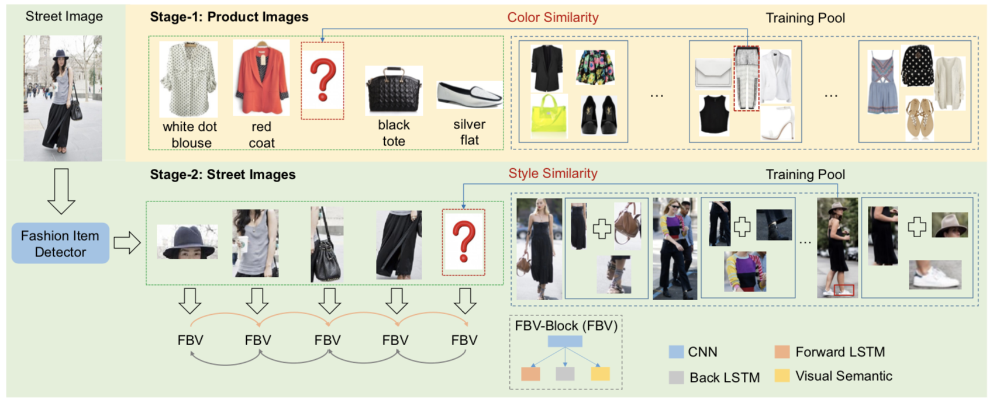 Street Image
Stage-1: Product Images
Color Similarity
Training Pool
?
white dot
blouse
red
coat
black
tote
silver
flat
...
...
Stage-2: Street Images
Style Similarity
Training Pool
Fashion Item
Detector
?
...
FBV
FBV
FBV
FBV
FBV
FBV-Block (FBV)
CNN
Forward LSTM
Back LSTM
Visual Semantic